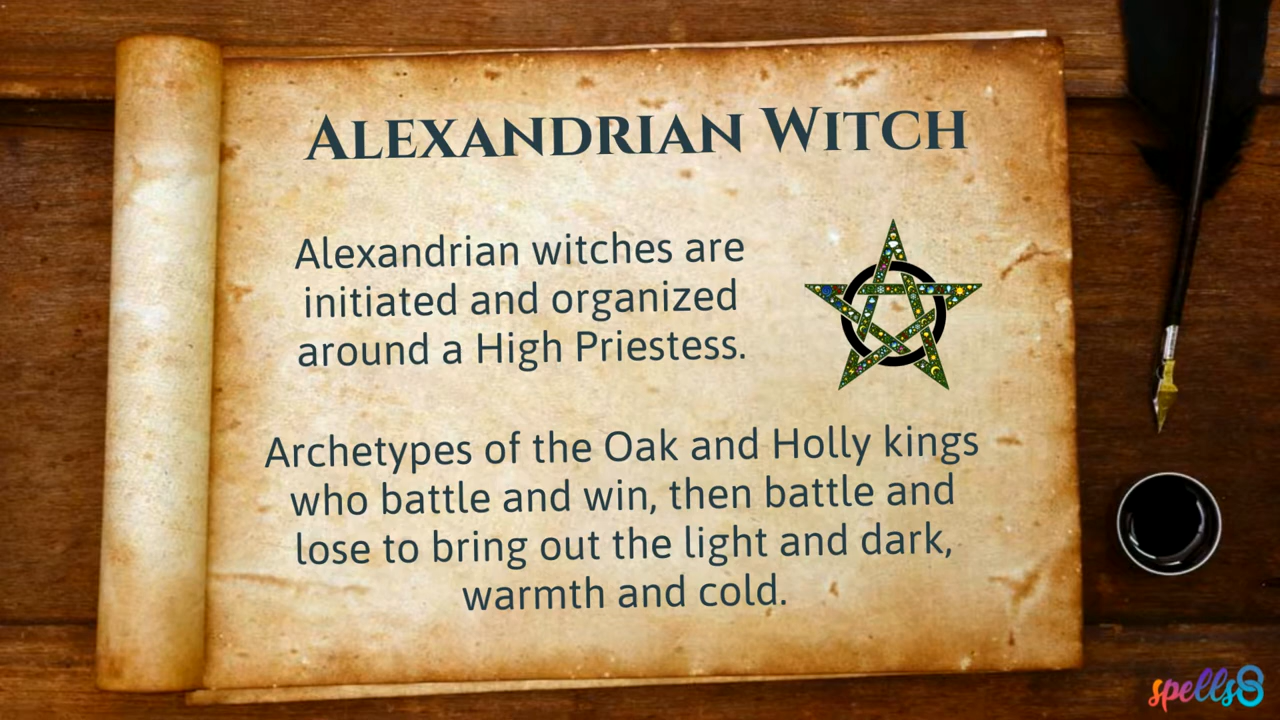 Alexandrian Witch
Alexandrian witches are
initiated and organized
around a High Priestess.
Archetypes of the Oak and Holly kings
who battle and win, then battle and
lose to bring out the light and dark,
warmth and cold.
spells8